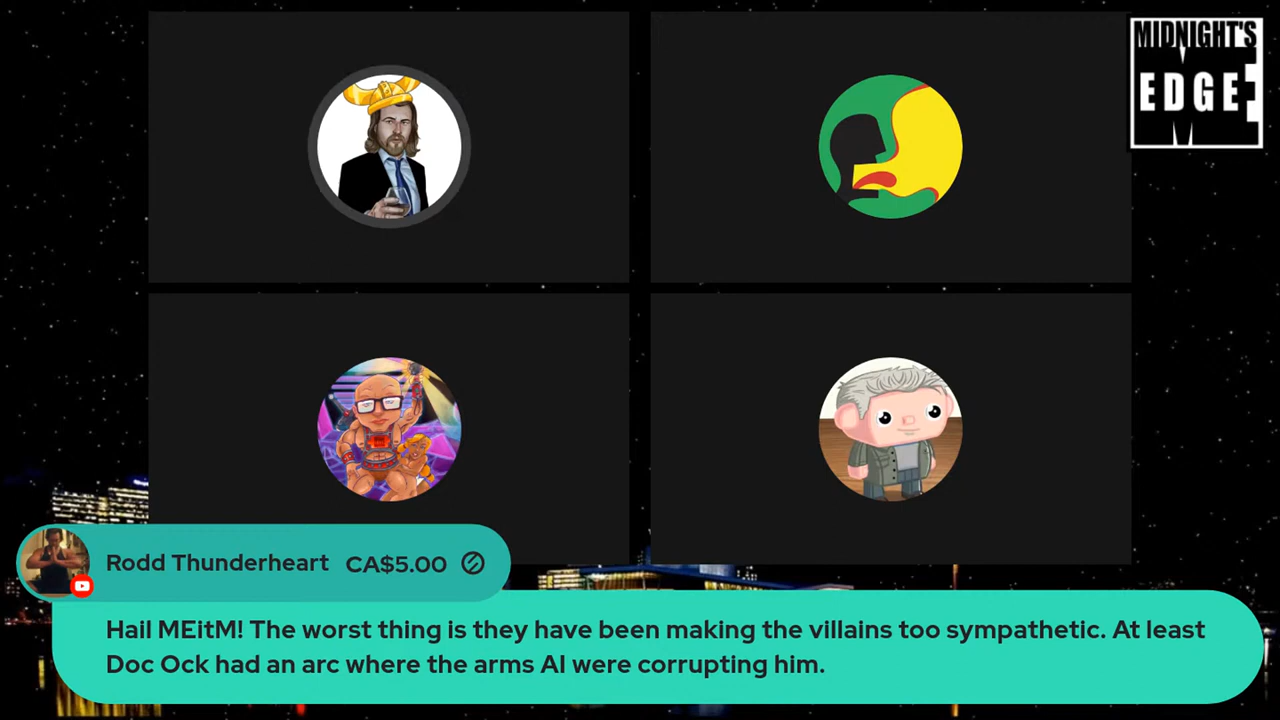 MIDNIGHT'S
EDGE
Rodd Thunderheart CA$5.00
Hail MEitM! The worst thing is they have been making the villains too sympathetic. At least
Doc Ock had an arc where the arms AI were corrupting him.